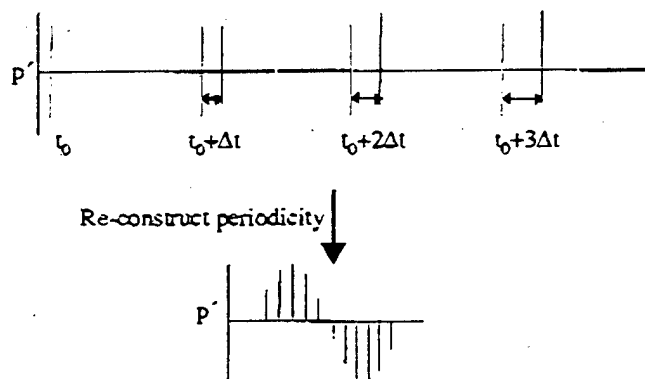 p′
t₀ t₀+Δt t₀+2Δt t₀+3Δt
Re-construct periodicity
p′